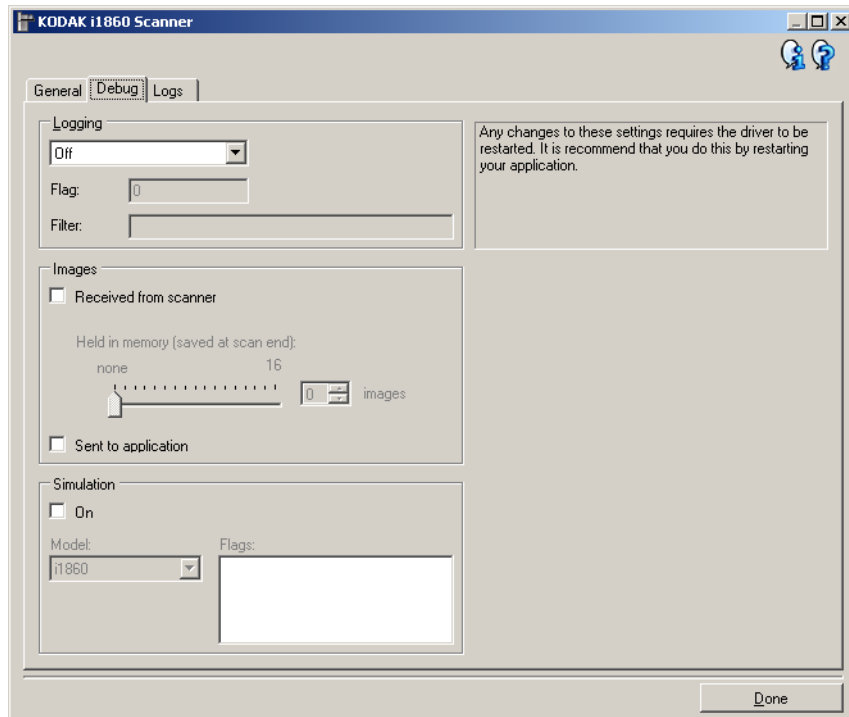 KODAK i1860 Scanner
General Debug Logs
Logging
Off
Flag: 0
Filter:
Any changes to these settings requires the driver to be
restarted. It is recommend that you do this by restarting
your application.
Images
Received from scanner
Held in memory (saved at scan end):
none 16
0 images
Sent to application
Simulation
On
Model: Flags:
i1860
Done